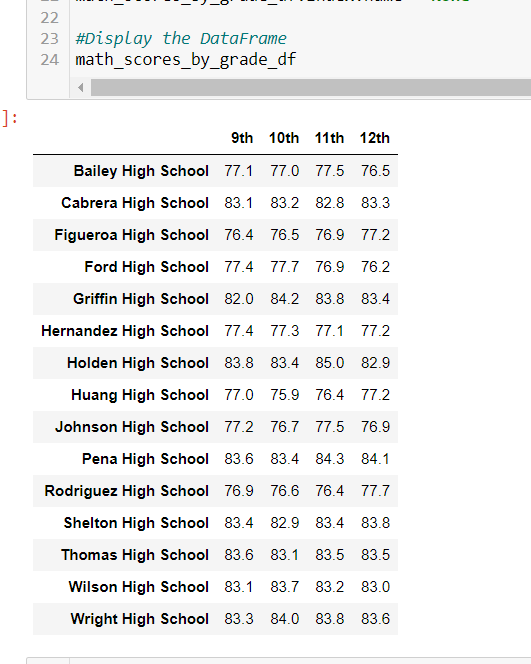 22
23 #Display the DataFrame
24 math_scores_by_grade_df
]:
9th 10th 11th 12th
Bailey High School 77.1 77.0 77.5 76.5
Cabrera High School 83.1 83.2 82.8 83.3
Figueroa High School 76.4 76.5 76.9 77.2
Ford High School 77.4 77.7 76.9 76.2
Griffin High School 82.0 84.2 83.8 83.4
Hernandez High School 77.4 77.3 77.1 77.2
Holden High School 83.8 83.4 85.0 82.9
Huang High School 77.0 75.9 76.4 77.2
Johnson High School 77.2 76.7 77.5 76.9
Pena High School 83.6 83.4 84.3 84.1
Rodriguez High School 76.9 76.6 76.4 77.7
Shelton High School 83.4 82.9 83.4 83.8
Thomas High School 83.6 83.1 83.5 83.5
Wilson High School 83.1 83.7 83.2 83.0
Wright High School 83.3 84.0 83.8 83.6